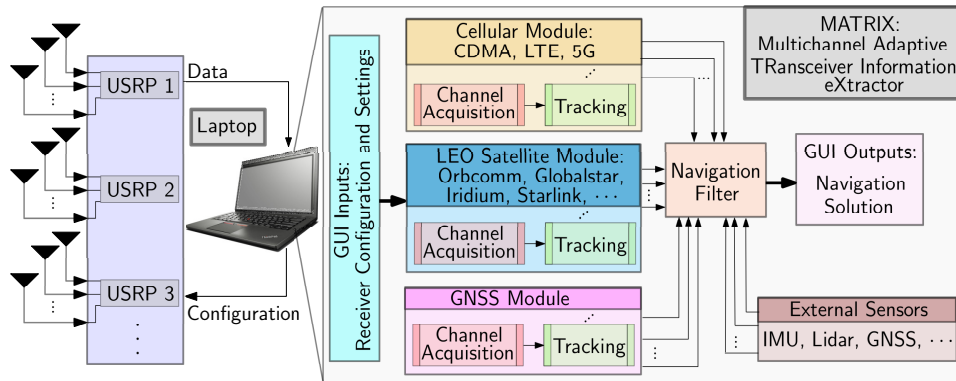 Data
USRP 1
USRP 2
USRP 3
Laptop
Configuration
GUI Inputs:
Receiver Configuration and Settings
Cellular Module:
CDMA, LTE, 5G
Channel
Acquisition
Tracking
LEO Satellite Module:
Orbcomm, Globalstar,
Iridium, Starlink, · · ·
Channel
Acquisition
Tracking
GNSS Module
Channel
Acquisition
Tracking
Navigation
Filter
MATRIX:
Multichannel Adaptive
TRansceiver Information
eXtractor
GUI Outputs:
Navigation
Solution
External Sensors
IMU, Lidar, GNSS, · · ·